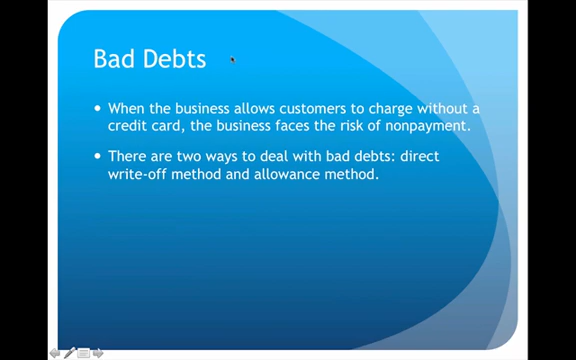 Bad Debts
• When the business allows customers to charge without a
credit card, the business faces the risk of nonpayment.
• There are two ways to deal with bad debts: direct
write-off method and allowance method.